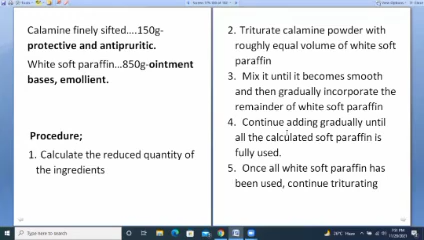 Calamine finely sifted....150g-
protective and antipruritic.
White soft paraffin...850g-ointment
bases, emollient.
Procedure;
1. Calculate the reduced quantity of
the ingredients
2. Triturate calamine powder with
roughly equal volume of white soft
paraffin
3. Mix it until it becomes smooth
and then gradually incorporate the
remainder of white soft paraffin
4. Continue adding gradually until
all the calculated soft paraffin is
fully used.
5. Once all white soft paraffin has
been used, continue triturating
Type here to search